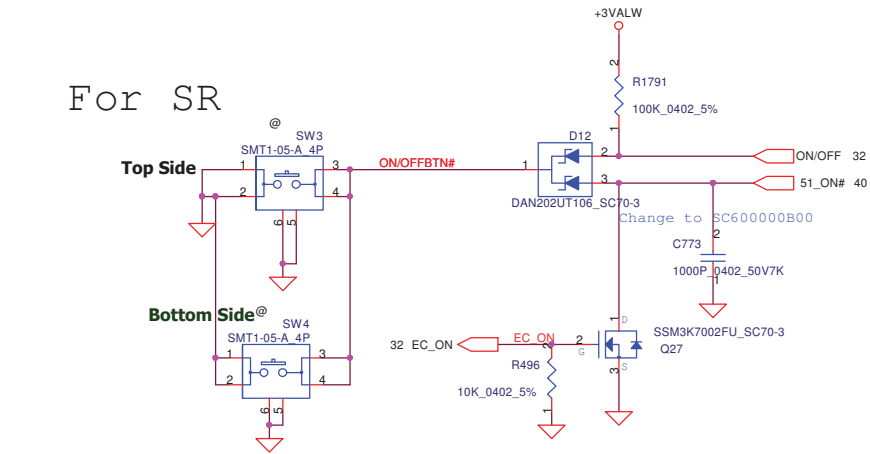 +3VALW
For SR
2
R1791
100K_0402_5%
1
@
SW3
SMT1-05-A_4P
D12
Top Side
1
3
ON/OFFBTN#
1
2
ON/OFF 32
2
4
3
51_ON# 40
DAN202UT106_SC70-3
6
5
Change to SC600000B00
2
C773
1000P_0402_50V7K
1
Bottom Side
@
SW4
SMT1-05-A_4P
1
3
2
4
6
5
1
D
32 EC_ON
EC_ON
2
G
SSM3K7002FU_SC70-3
Q27
S
3
2
R496
10K_0402_5%
1